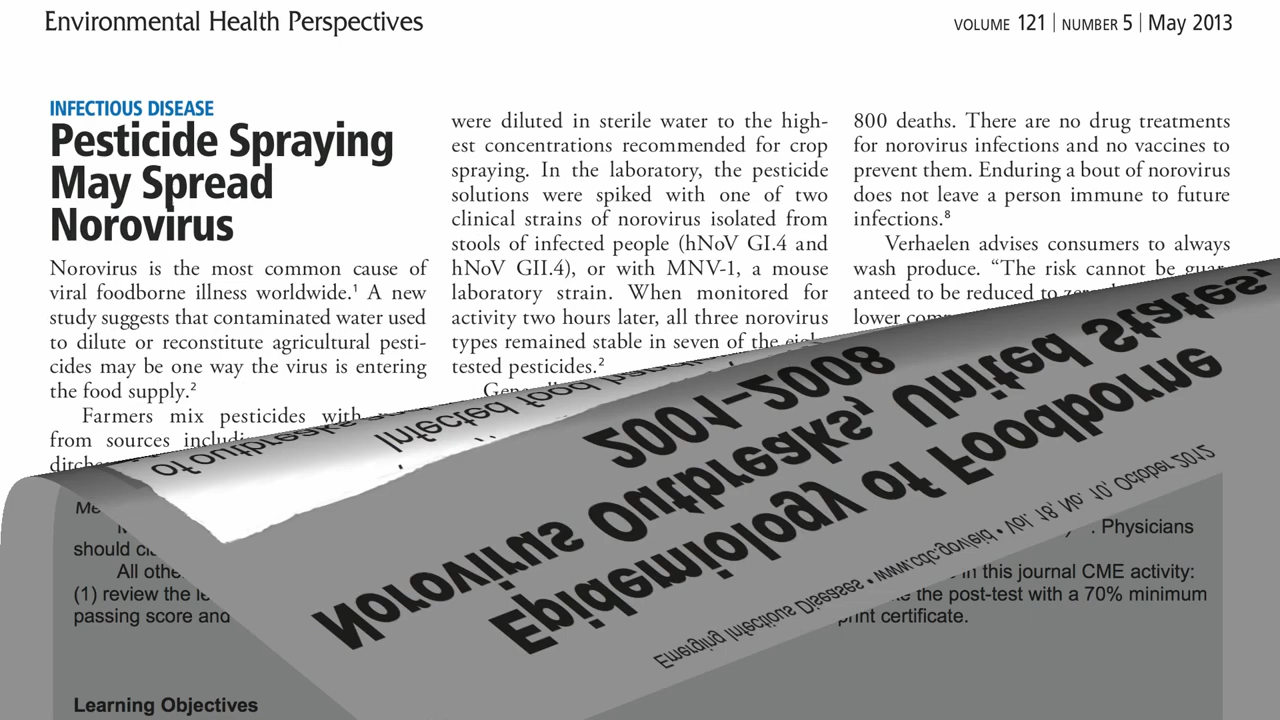 Environmental Health Perspectives
VOLUME 121 | NUMBER 5 | May 2013
INFECTIOUS DISEASE
Pesticide Spraying
May Spread
Norovirus
Norovirus is the most common cause of
viral foodborne illness worldwide.¹ A new
study suggests that contaminated water used
to dilute or reconstitute agricultural pesti-
cides may be one way the virus is entering
the food supply.²
Farmers mix pesticides with
from sources
were diluted in sterile water to the high-
est concentrations recommended for crop
spraying. In the laboratory, the pesticide
solutions were spiked with one of two
clinical strains of norovirus isolated from
stools of infected people (hNoV GI.4 and
hNoV GII.4), or with MNV-1, a mouse
laboratory strain. When monitored for
activity two hours later, all three norovirus
types remained stable in seven of the
tested pesticides.²
800 deaths. There are no drug treatments
for norovirus infections and no vaccines to
prevent them. Enduring a bout of norovirus
does not leave a person immune to future
infections.⁸
Verhaelen advises consumers to always
wash produce. “The risk cannot be guar-
anteed to be reduced to
lower
of outbreaks
Infected food
Emerging Infectious Diseases • www.cdc.gov/eid • Vol. 18, No. 10, October 2012
Epidemiology of Foodborne
Norovirus Outbreaks, United States,
2001–2008
. Physicians
should
All
in this journal CME activity:
(1) review the
the post-test with a 70% minimum
passing score and
print certificate.
Learning Objectives